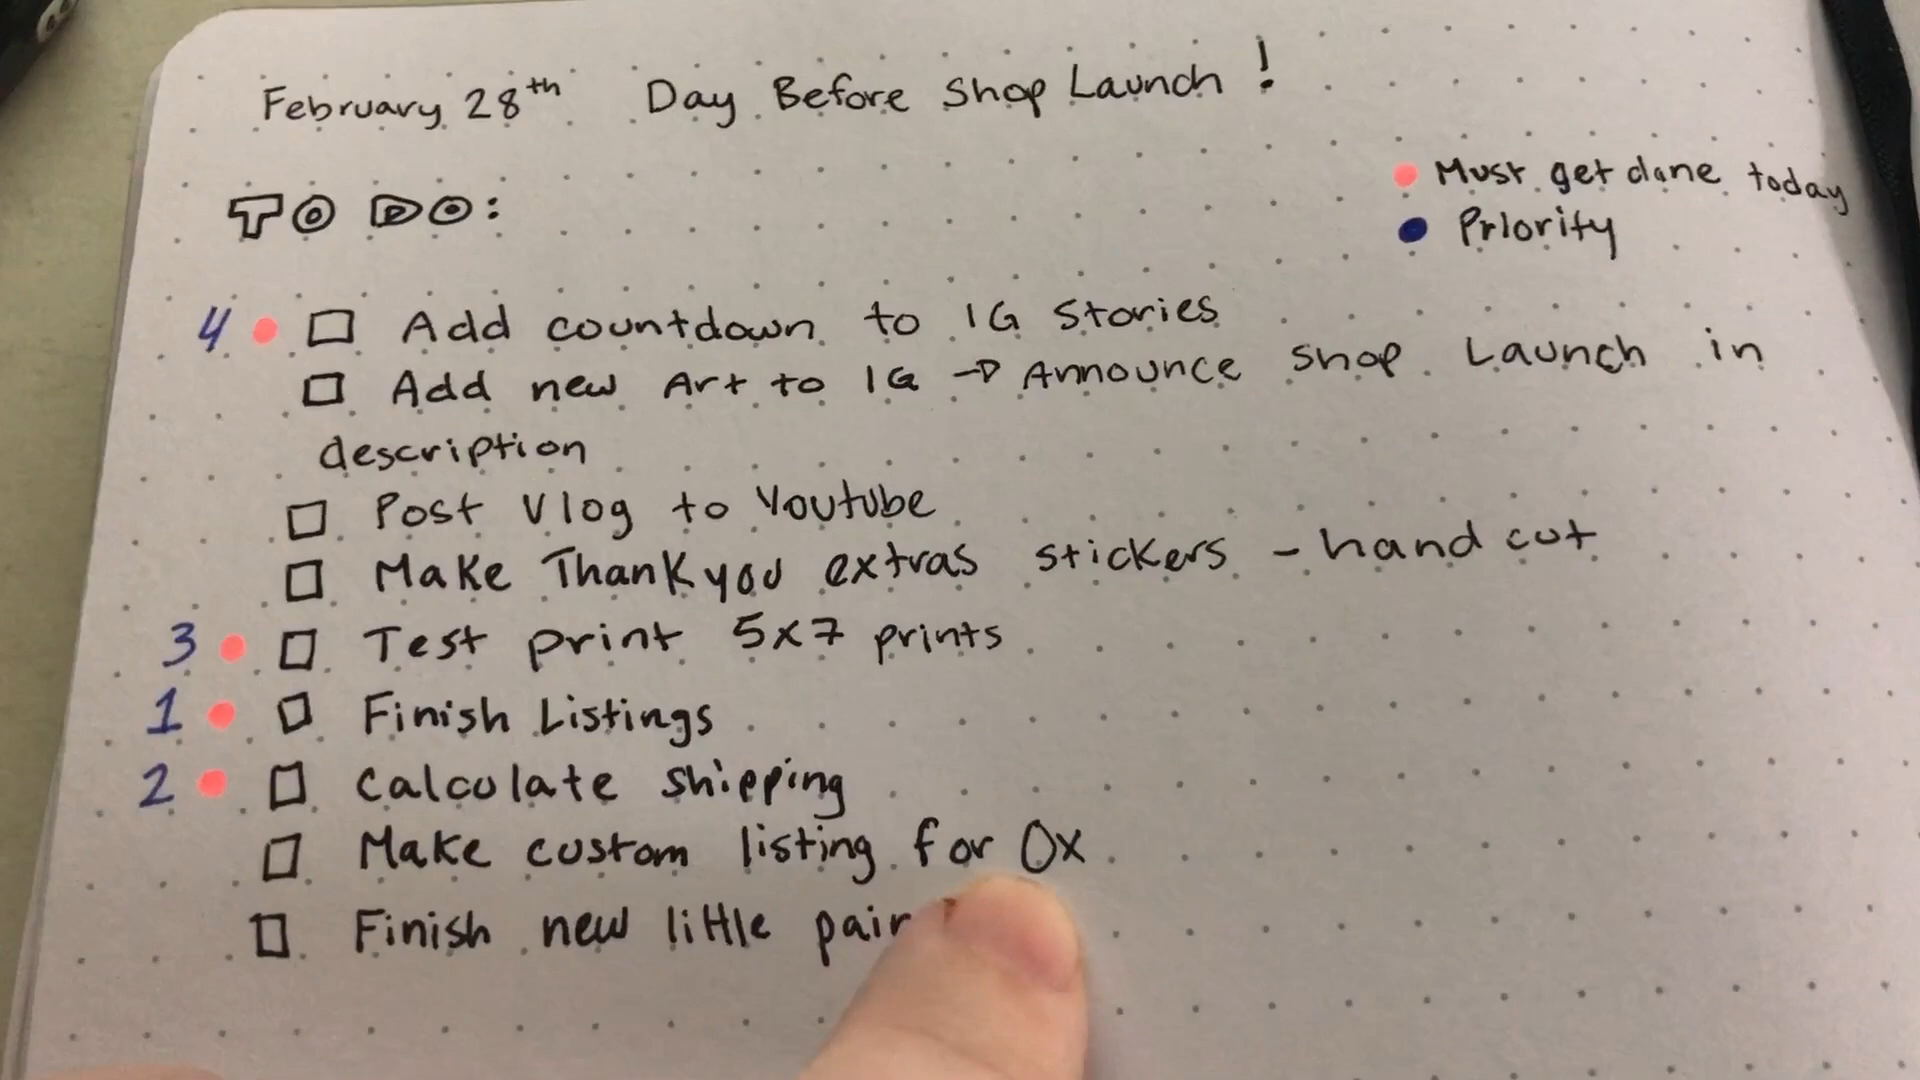 February 28th Day Before Shop Launch!
Must get done today
TO DO:
Priority
4 Add countdown to IG Stories
Add new Art to IG → Announce shop Launch in
description
Post Vlog to Youtube
Make Thank you extras stickers - hand cut
3 Test print 5x7 prints
1 Finish Listings
2 Calculate shipping
Make custom listing for Ox
Finish new little